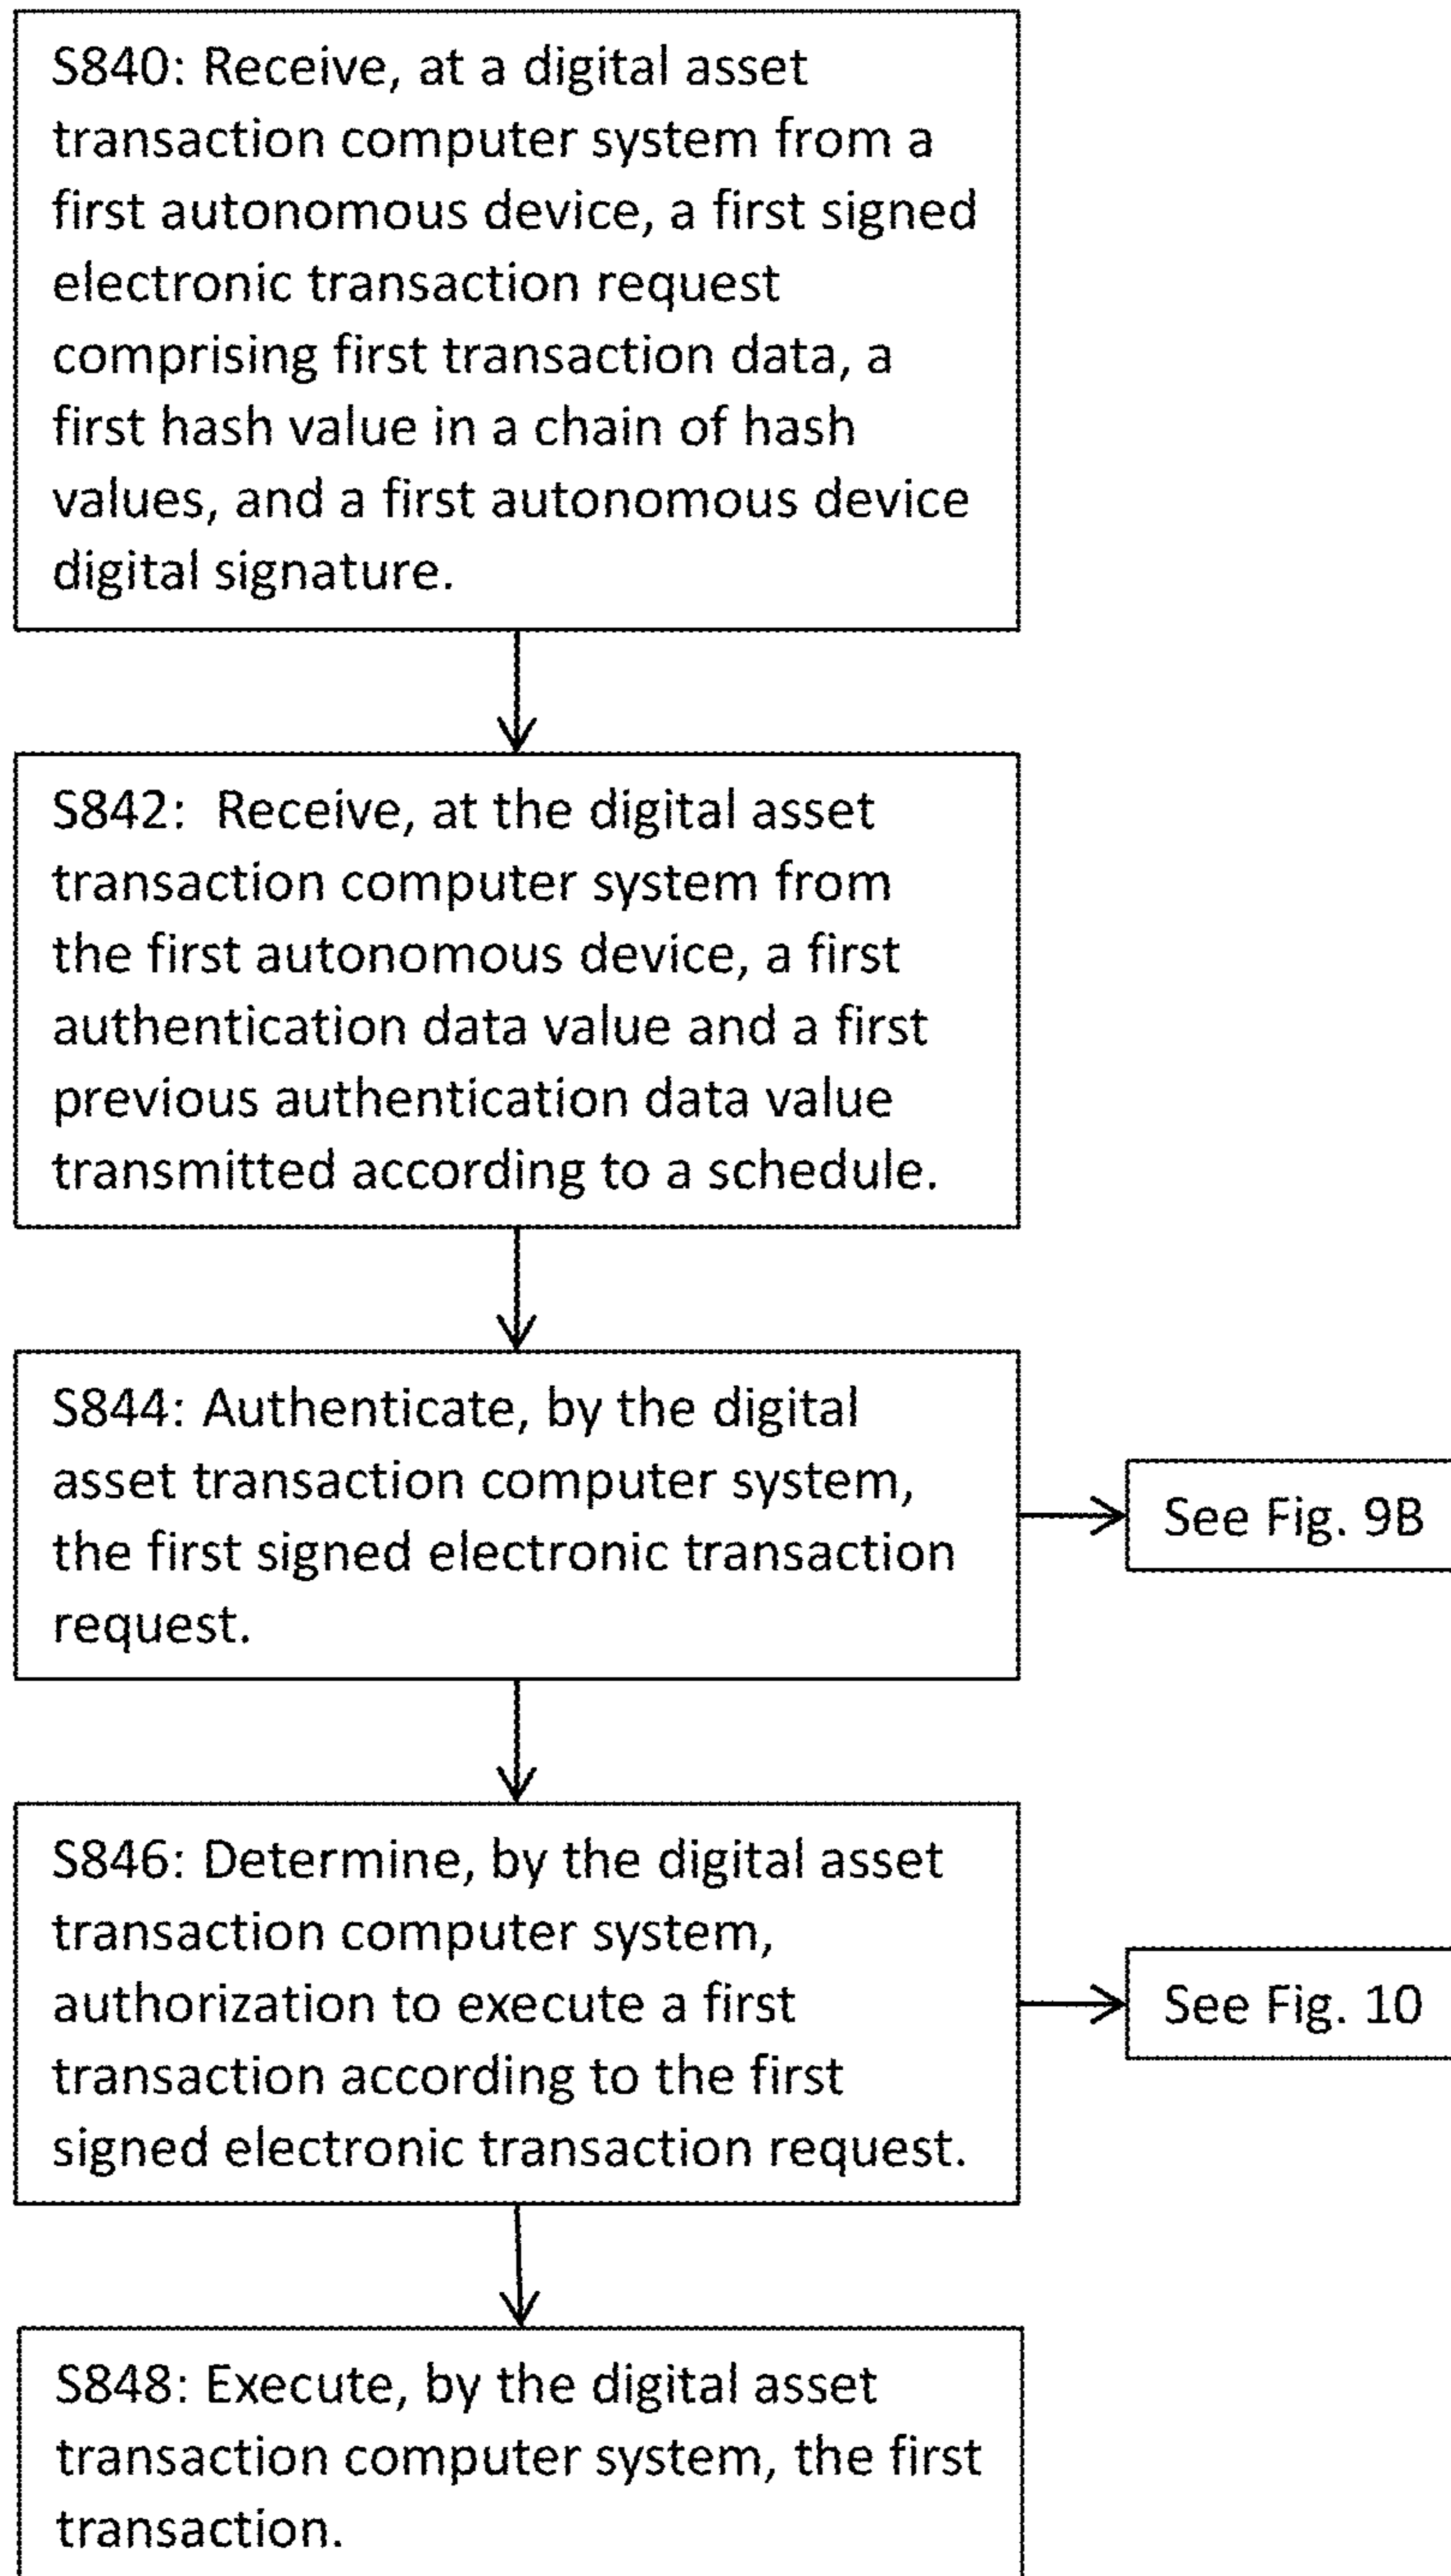 S840: Receive, at a digital asset
transaction computer system from a
first autonomous device, a first signed
electronic transaction request
comprising first transaction data, a
first hash value in a chain of hash
values, and a first autonomous device
digital signature.
S842:  Receive, at the digital asset
transaction computer system from
the first autonomous device, a first
authentication data value and a first
previous authentication data value
transmitted according to a schedule.
S844: Authenticate, by the digital
asset transaction computer system,
the first signed electronic transaction
request.
See Fig. 9B
S846: Determine, by the digital asset
transaction computer system,
authorization to execute a first
transaction according to the first
signed electronic transaction request.
See Fig. 10
S848: Execute, by the digital asset
transaction computer system, the first
transaction.